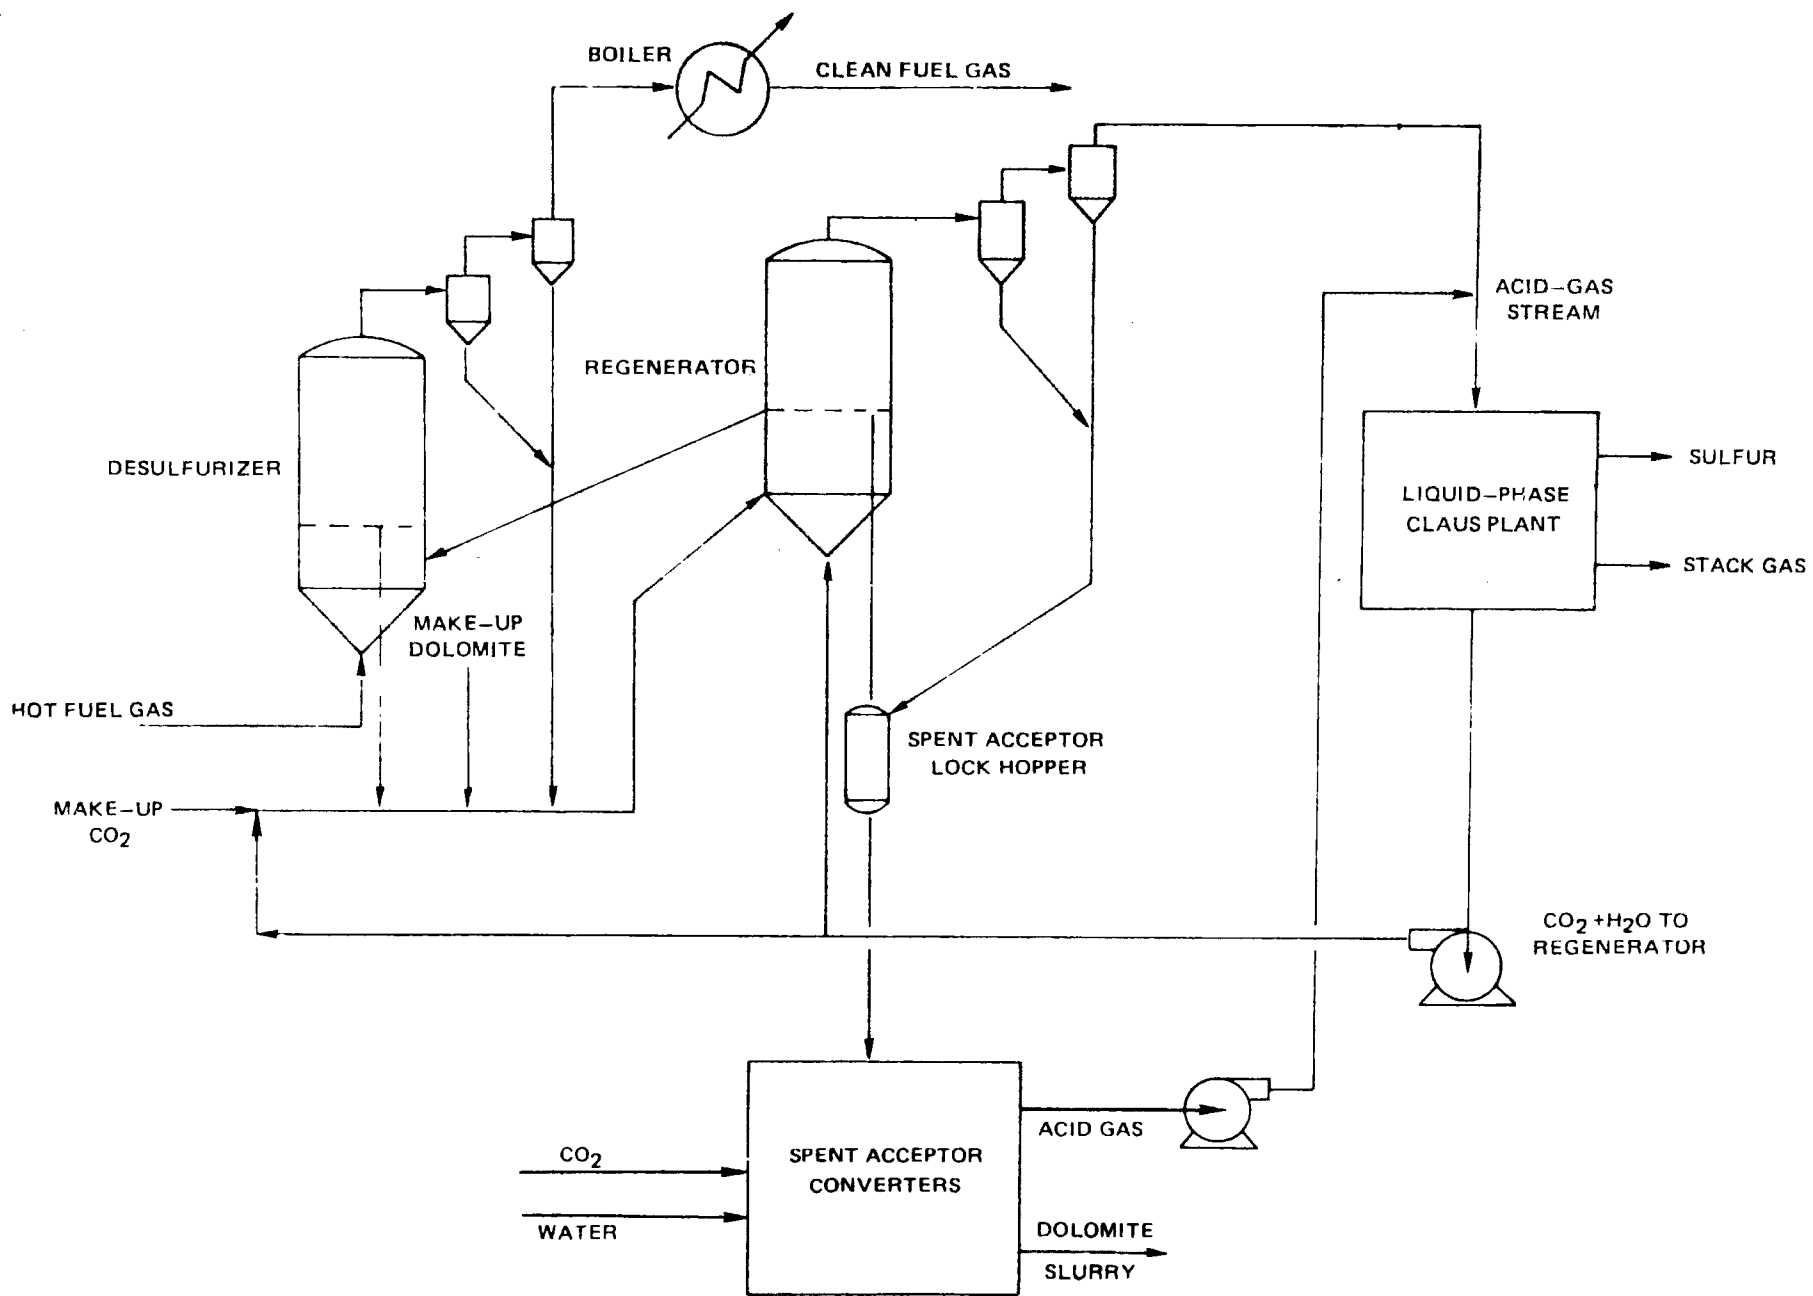 BOILER
CLEAN FUEL GAS
ACID–GAS
STREAM
REGENERATOR
DESULFURIZER
SULFUR
LIQUID–PHASE
CLAUS PLANT
STACK GAS
MAKE–UP
DOLOMITE
HOT FUEL GAS
SPENT ACCEPTOR
LOCK HOPPER
MAKE–UP
CO2
CO2 +H2O TO
REGENERATOR
ACID GAS
CO2
SPENT ACCEPTOR
CONVERTERS
WATER
DOLOMITE
SLURRY